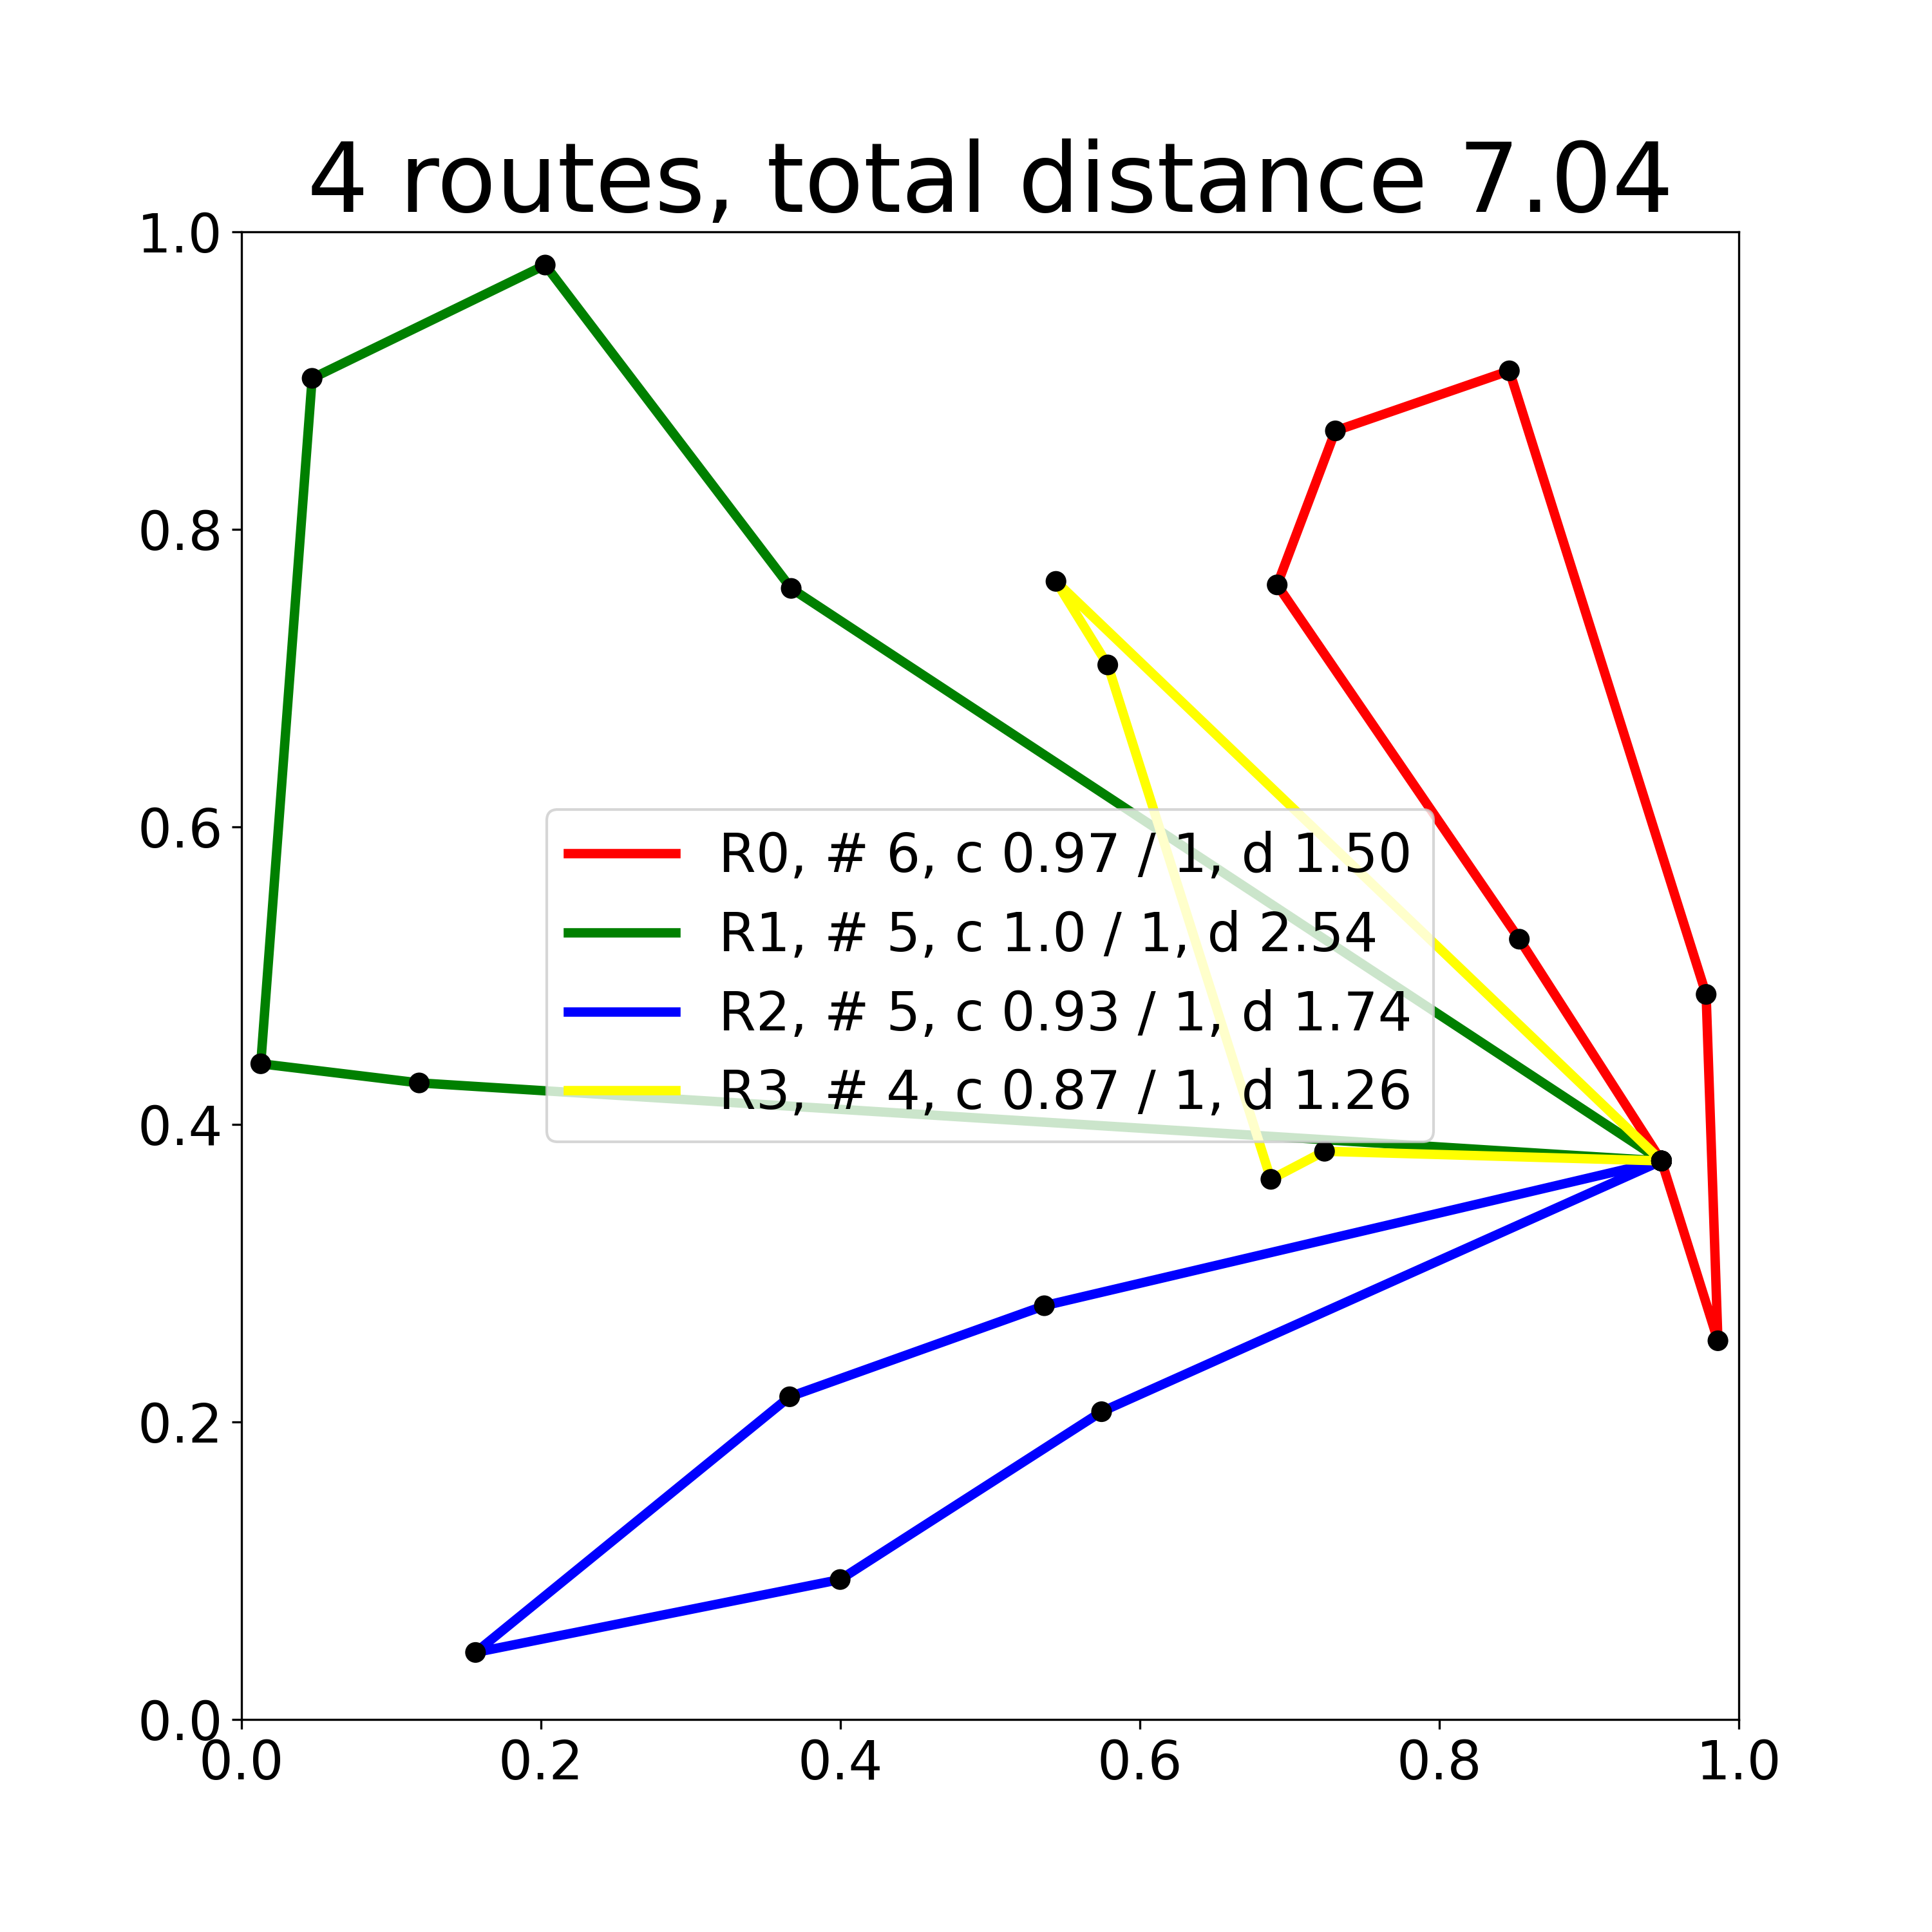 4 routes, total distance 7.04
1.0
0.8
0.6
0.4
0.2
0.0
R0, # 6, c 0.97 / 1, d 1.50
R1, # 5, c 1.0 / 1, d 2.54
R2, # 5, c 0.93 / 1, d 1.74
R3, # 4, c 0.87 / 1, d 1.26
0.0 0.2 0.4 0.6 0.8 1.0